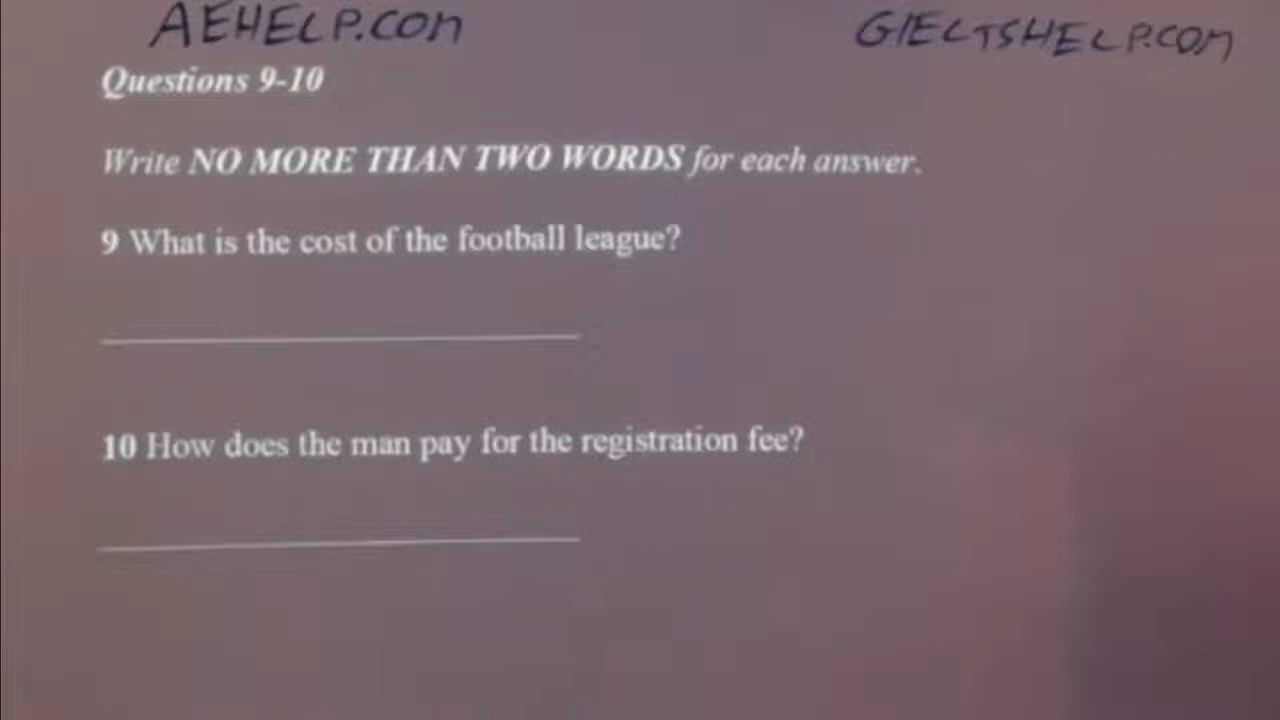 AEHELP.COM
GIELTSHELP.COM
Questions 9-10
Write NO MORE THAN TWO WORDS for each answer.
9 What is the cost of the football league?
10 How does the man pay for the registration fee?